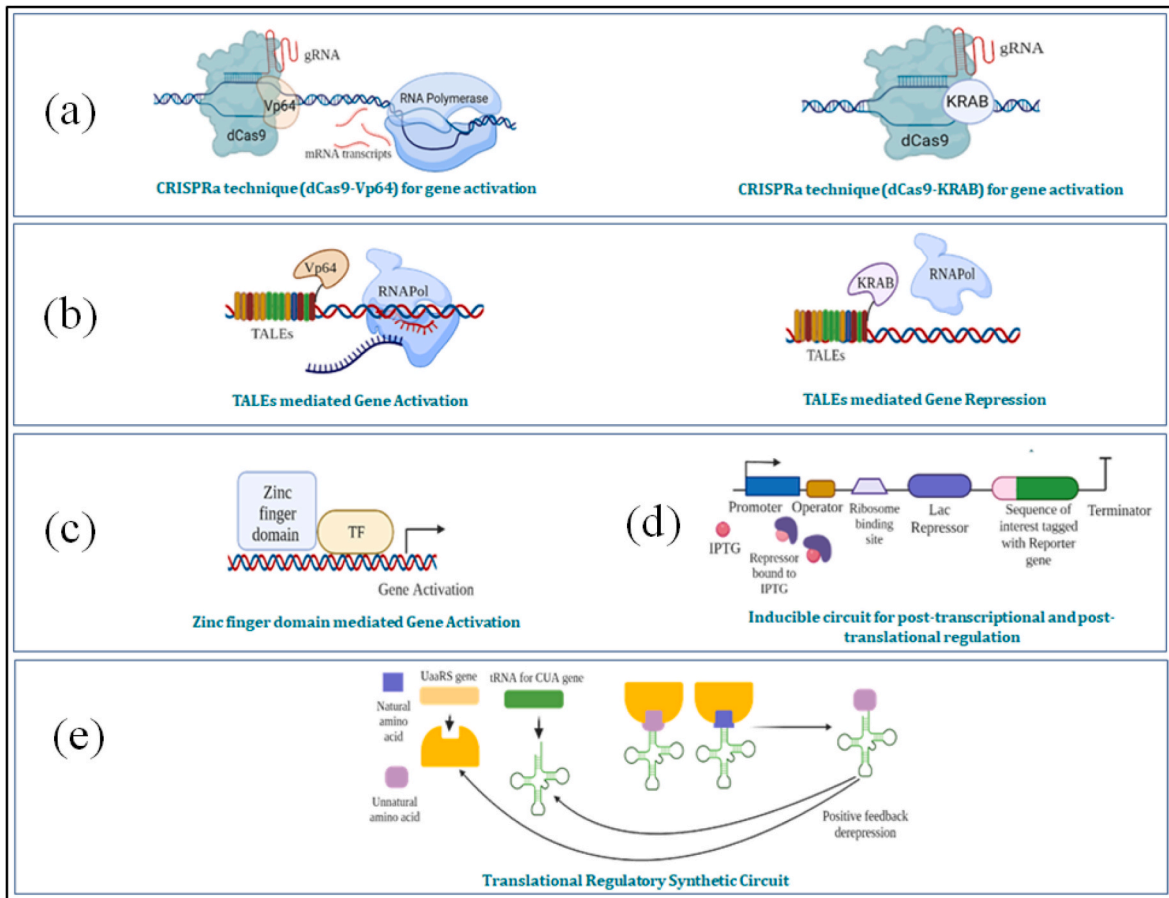 (a)
gRNA
Vp64
dCas9
RNA Polymerase
mRNA transcripts
CRISPRa technique (dCas9-Vp64) for gene activation
gRNA
KRAB
dCas9
CRISPRa technique (dCas9-KRAB) for gene activation
(b)
Vp64
RNAPol
TALEs
TALEs mediated Gene Activation
KRAB
RNAPol
TALEs
TALEs mediated Gene Repression
(c)
Zinc
finger
domain
TF
Gene Activation
Zinc finger domain mediated Gene Activation
(d)
Promoter
Operator
Ribosome
binding
site
Lac
Repressor
Sequence of
interest tagged
with Reporter
gene
Terminator
IPTG
Repressor
bound to
IPTG
Inducible circuit for post-transcriptional and post-
translational regulation
(e)
Natural
amino
acid
UaaRS gene
tRNA for CUA gene
Unnatural
amino acid
Positive feedback
derepression
Translational Regulatory Synthetic Circuit